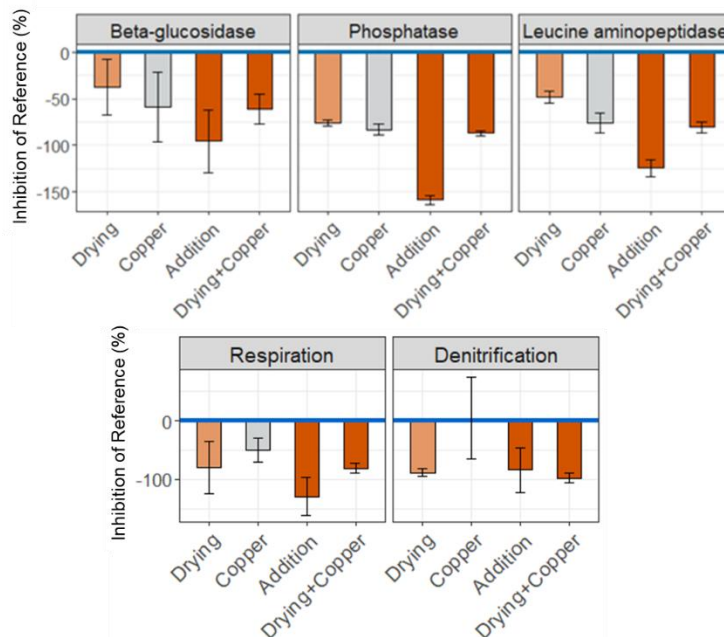 Beta-glucosidase Phosphatase Leucine aminopeptidase
Inhibition of Reference (%)
0
-50
-100
-150
Drying Copper Addition Drying+Copper Drying Copper Addition Drying+Copper Drying Copper Addition Drying+Copper
Respiration Denitrification
Inhibition of Reference (%)
0
-100
Drying Copper Addition Drying+Copper Drying Copper Addition Drying+Copper